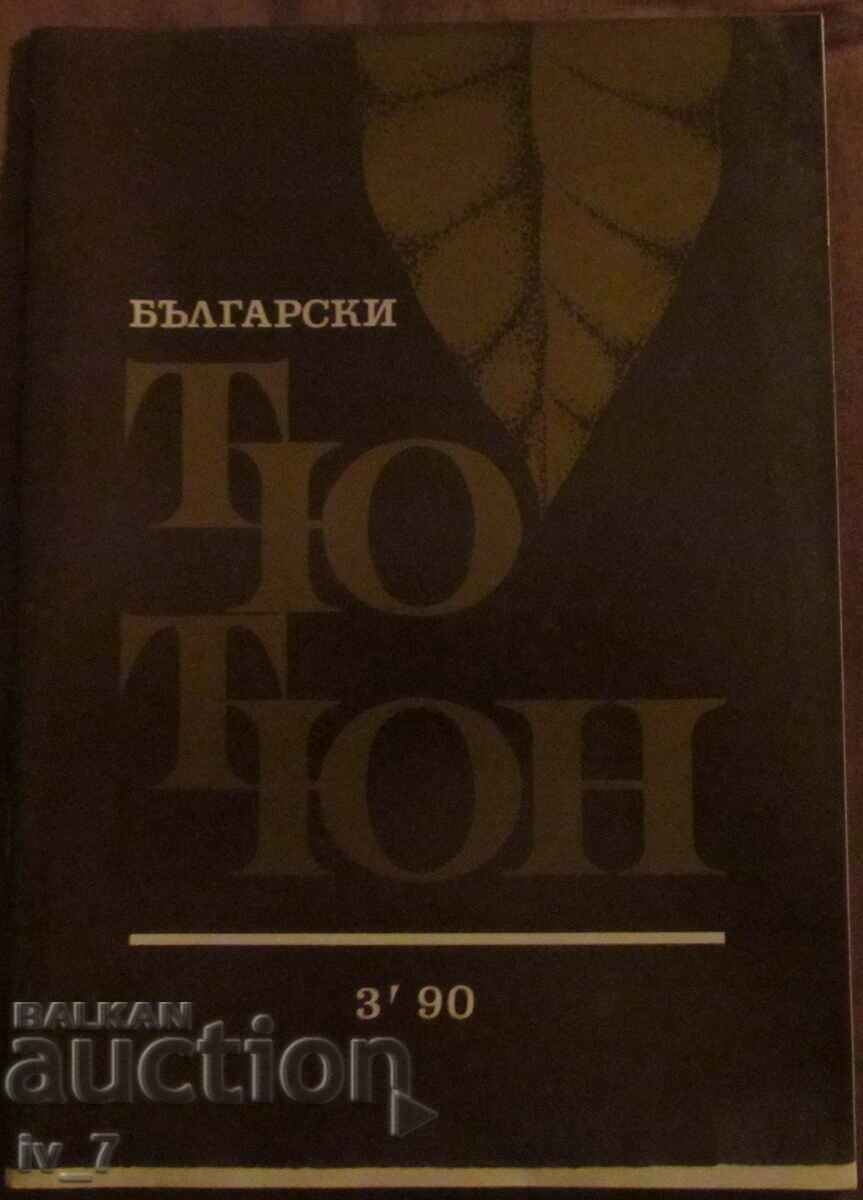 БЪЛГАРСКИ
ТЮ
ТЮН
3' 90
BALKAN
auction
iv_7